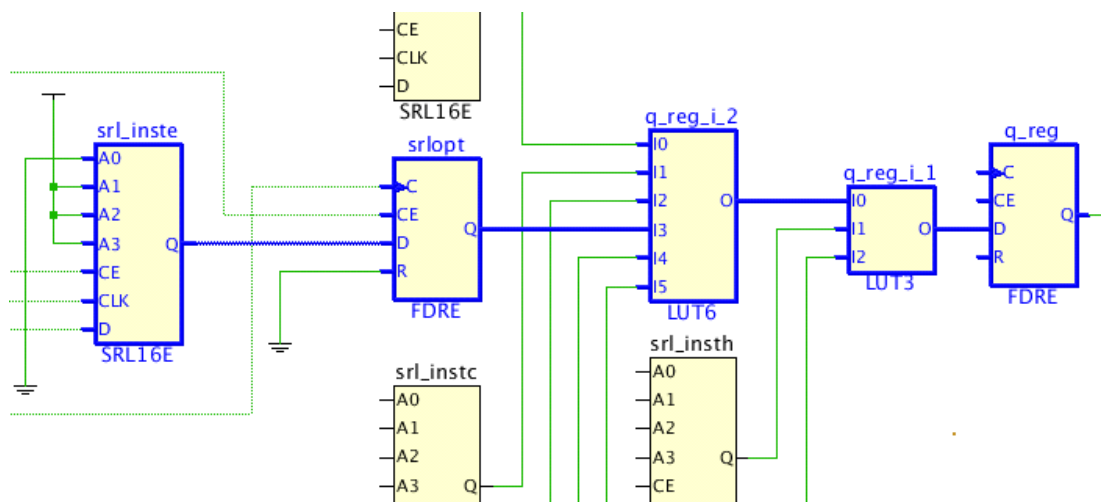 CE
CLK
D
SRL16E
srl_inste
A0
A1
A2
A3
Q
CE
CLK
D
SRL16E
srlopt
C
CE
D
Q
R
FDRE
q_reg_i_2
I0
I1
I2
O
I3
I4
I5
LUT6
q_reg_i_1
I0
I1
O
I2
LUT3
q_reg
C
CE
Q
D
R
FDRE
srl_instc
A0
A1
A2
A3
Q
srl_insth
A0
A1
A2
A3
Q
CE